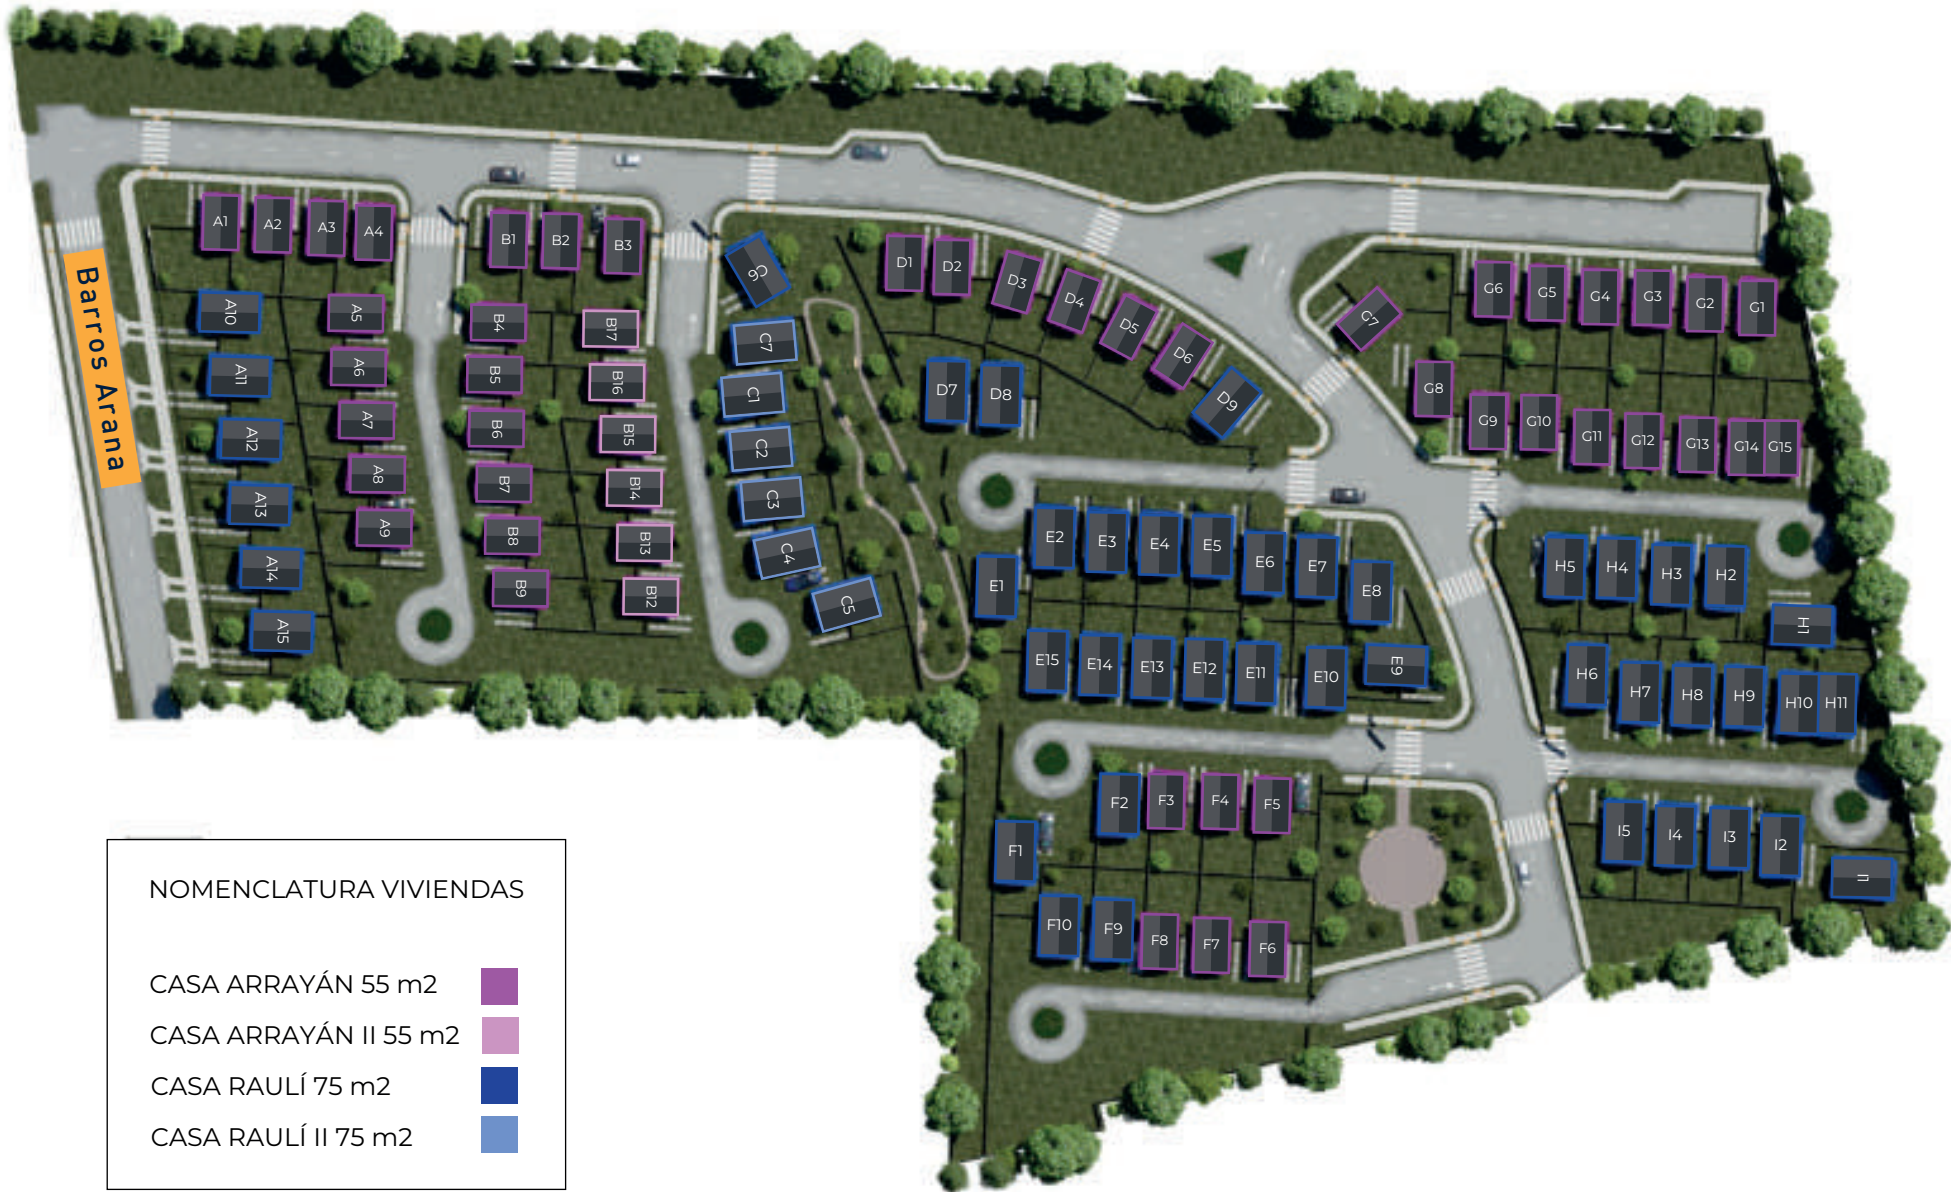 A1 A2 A3 A4
B1 B2 B3
C6
D1 D2 D3 D4 D5 D6
G7 G6 G5 G4 G3 G2 G1
Barros Arana
A10 A5
A11 A6
A12 A7
A13 A8
A14 A9
A15
B4 B17
B5 B16
B6 B15
B7 B14
B8 B13
B9 B12
C7
C1
C2
C3
C4
C5
D7 D8 D9
G8 G9 G10 G11 G12 G13 G14 G15
E1 E2 E3 E4 E5 E6 E7 E8
E15 E14 E13 E12 E11 E10 E9
H5 H4 H3 H2 H1
H6 H7 H8 H9 H10 H11
F1 F2 F3 F4 F5
F10 F9 F8 F7 F6
I5 I4 I3 I2 I1
NOMENCLATURA VIVIENDAS
CASA ARRAYÁN 55 m2
CASA ARRAYÁN II 55 m2
CASA RAULÍ 75 m2
CASA RAULÍ II 75 m2